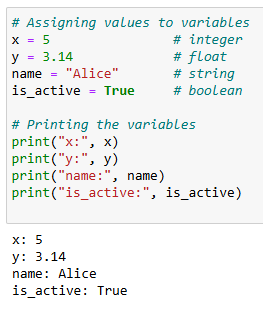 # Assigning values to variables
x = 5                # integer
y = 3.14             # float
name = "Alice"       # string
is_active = True     # boolean

# Printing the variables
print("x:", x)
print("y:", y)
print("name:", name)
print("is_active:", is_active)

x: 5
y: 3.14
name: Alice
is_active: True